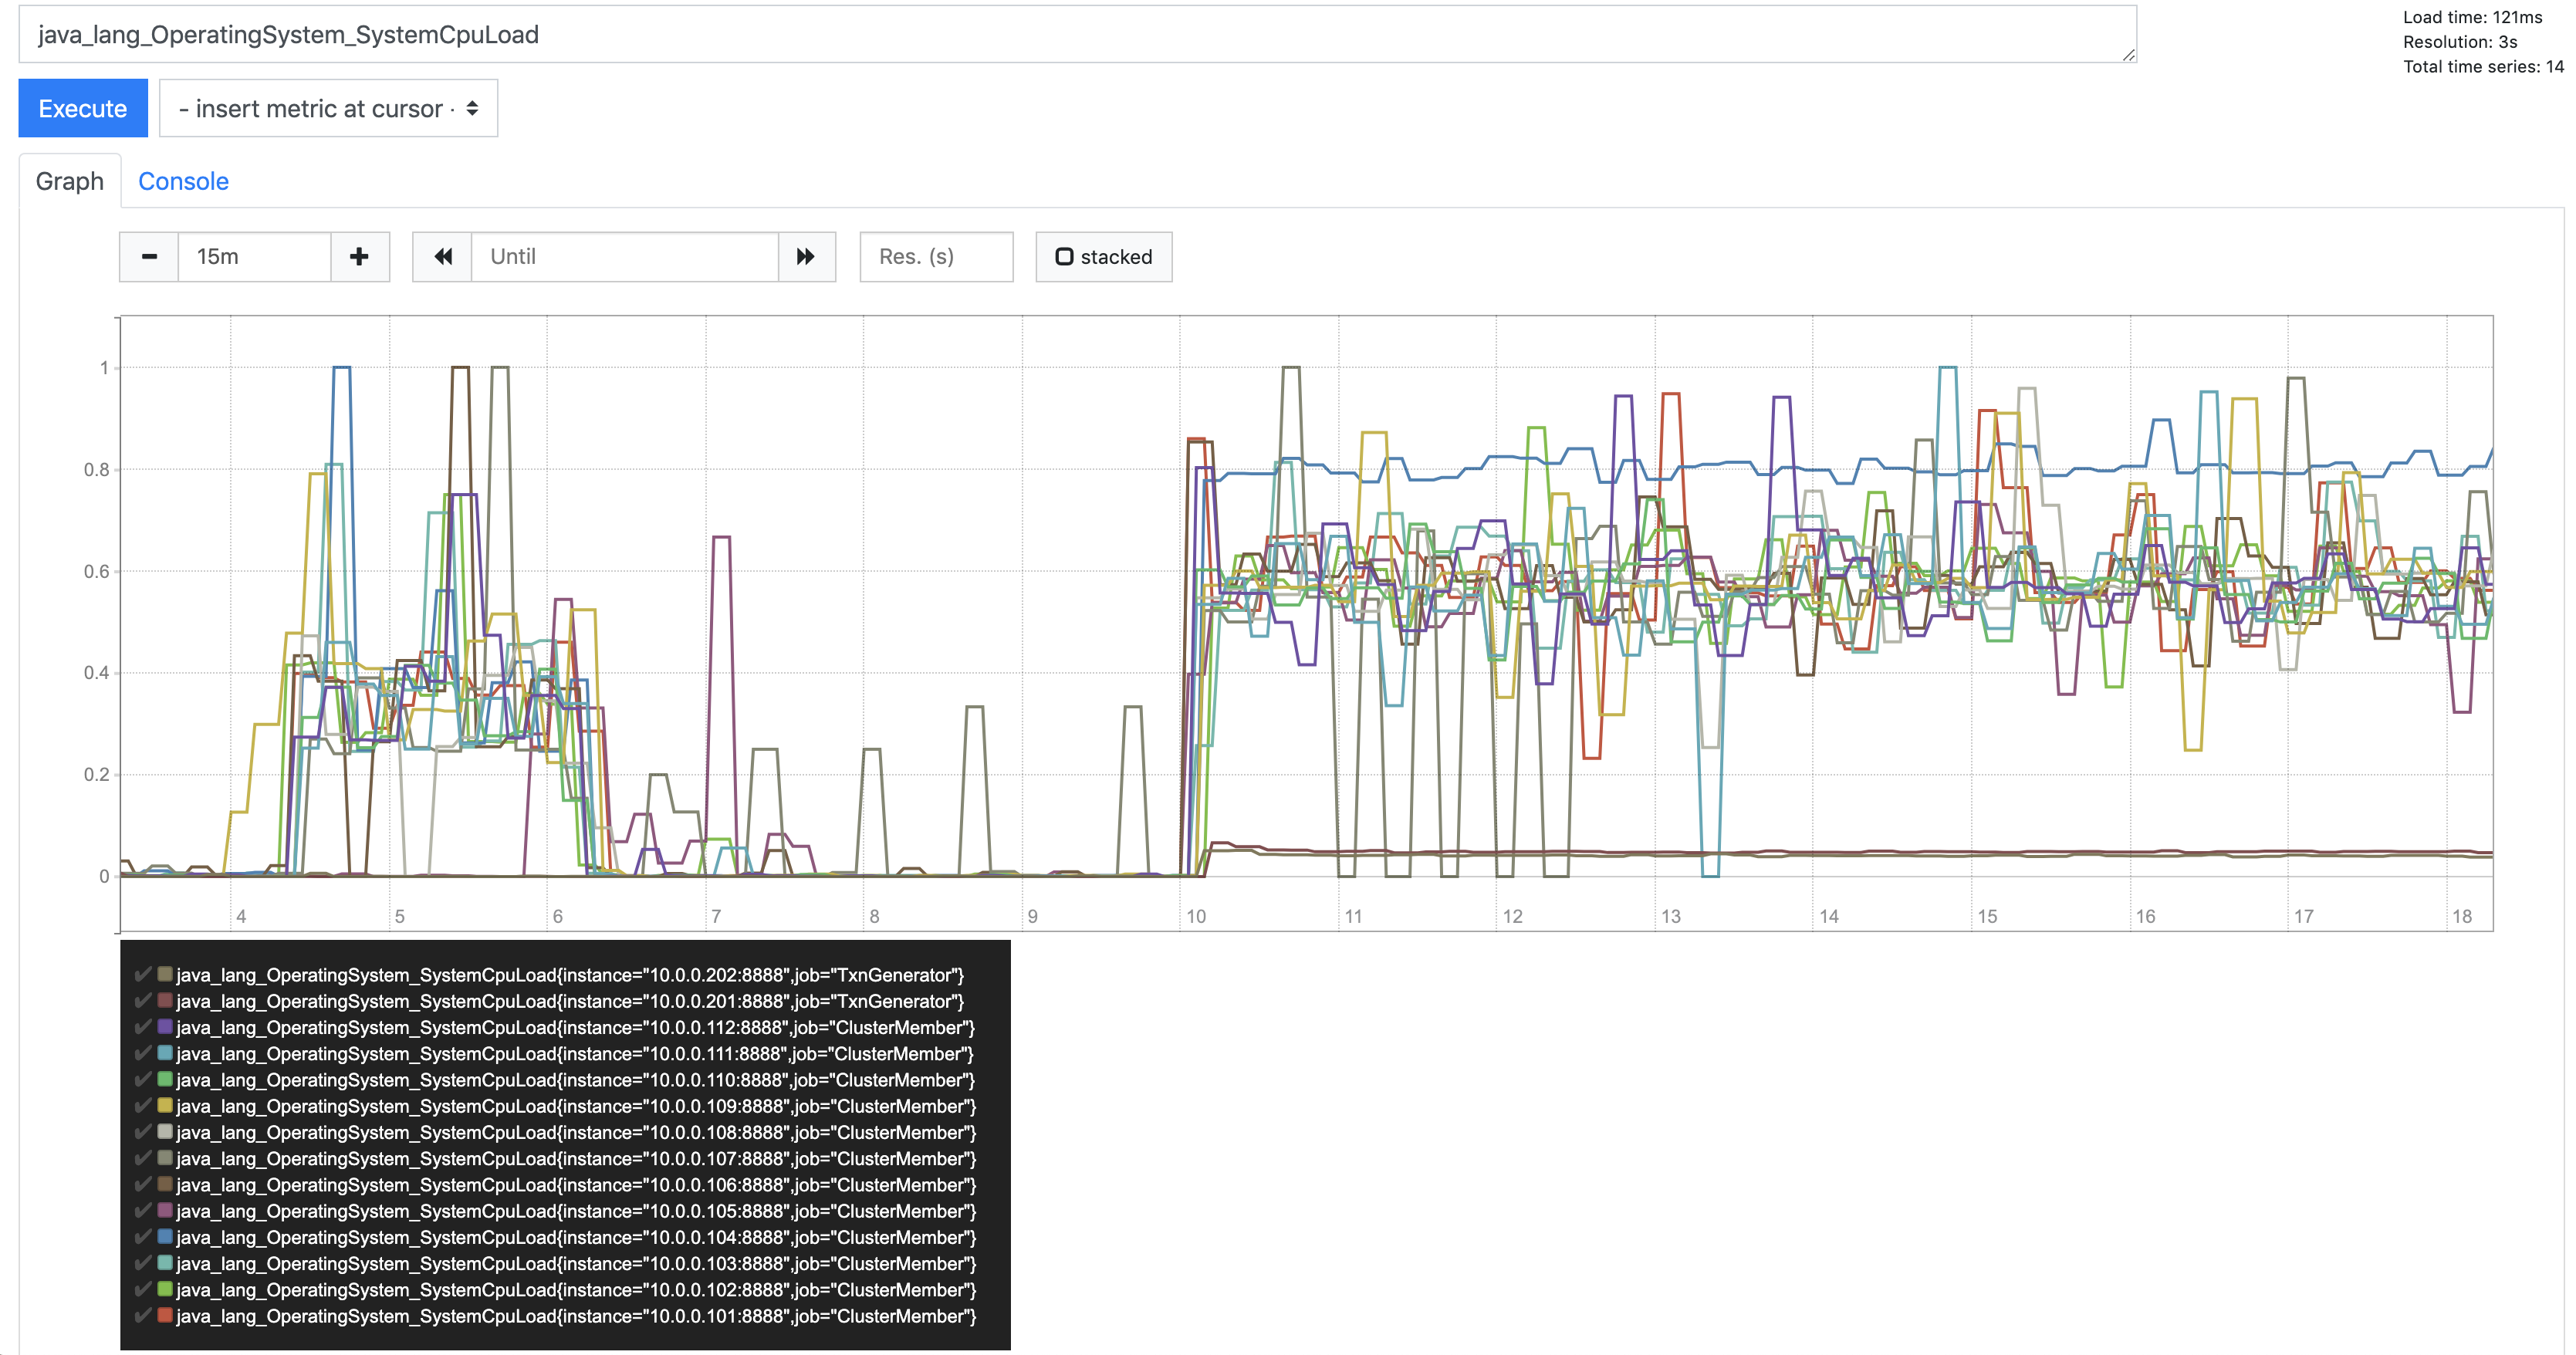 java_lang_OperatingSystem_SystemCpuLoad
Load time: 121ms
Resolution: 3s
Total time series: 14
Execute
- insert metric at cursor -
Graph
Console
15m
Until
Res. (s)
stacked
1
0.8
0.6
0.4
0.2
0
4 5 6 7 8 9 10 11 12 13 14 15 16 17 18
java_lang_OperatingSystem_SystemCpuLoad{instance="10.0.0.202:8888",job="TxnGenerator"}
java_lang_OperatingSystem_SystemCpuLoad{instance="10.0.0.201:8888",job="TxnGenerator"}
java_lang_OperatingSystem_SystemCpuLoad{instance="10.0.0.112:8888",job="ClusterMember"}
java_lang_OperatingSystem_SystemCpuLoad{instance="10.0.0.111:8888",job="ClusterMember"}
java_lang_OperatingSystem_SystemCpuLoad{instance="10.0.0.110:8888",job="ClusterMember"}
java_lang_OperatingSystem_SystemCpuLoad{instance="10.0.0.109:8888",job="ClusterMember"}
java_lang_OperatingSystem_SystemCpuLoad{instance="10.0.0.108:8888",job="ClusterMember"}
java_lang_OperatingSystem_SystemCpuLoad{instance="10.0.0.107:8888",job="ClusterMember"}
java_lang_OperatingSystem_SystemCpuLoad{instance="10.0.0.106:8888",job="ClusterMember"}
java_lang_OperatingSystem_SystemCpuLoad{instance="10.0.0.105:8888",job="ClusterMember"}
java_lang_OperatingSystem_SystemCpuLoad{instance="10.0.0.104:8888",job="ClusterMember"}
java_lang_OperatingSystem_SystemCpuLoad{instance="10.0.0.103:8888",job="ClusterMember"}
java_lang_OperatingSystem_SystemCpuLoad{instance="10.0.0.102:8888",job="ClusterMember"}
java_lang_OperatingSystem_SystemCpuLoad{instance="10.0.0.101:8888",job="ClusterMember"}